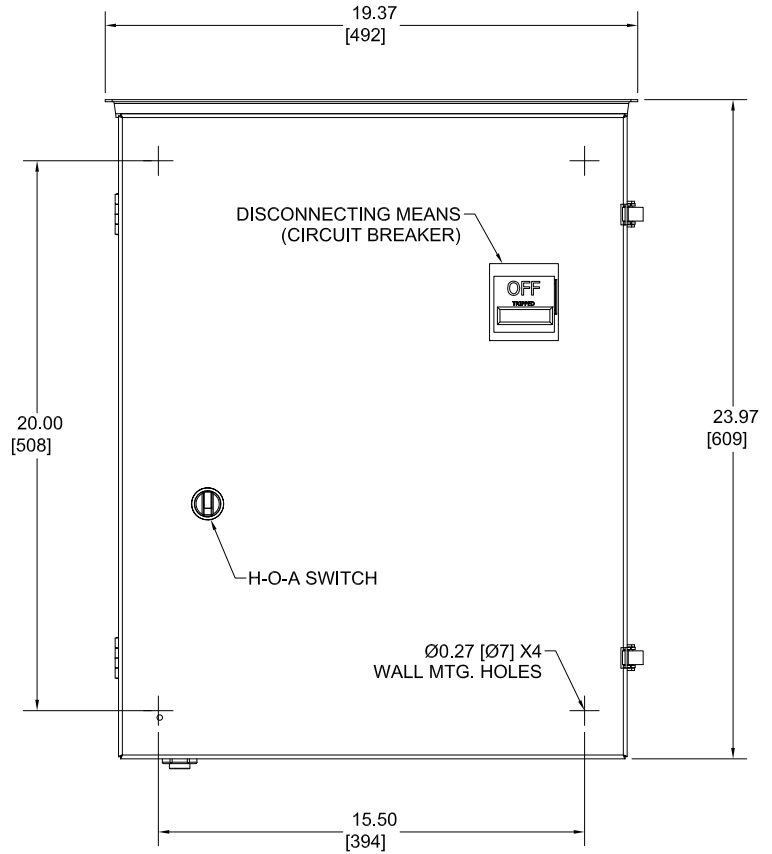 19.37
[492]
DISCONNECTING MEANS
(CIRCUIT BREAKER)
OFF
TRIPPED
20.00
[508]
23.97
[609]
H-O-A SWITCH
Ø0.27 [Ø7] X4
WALL MTG. HOLES
15.50
[394]